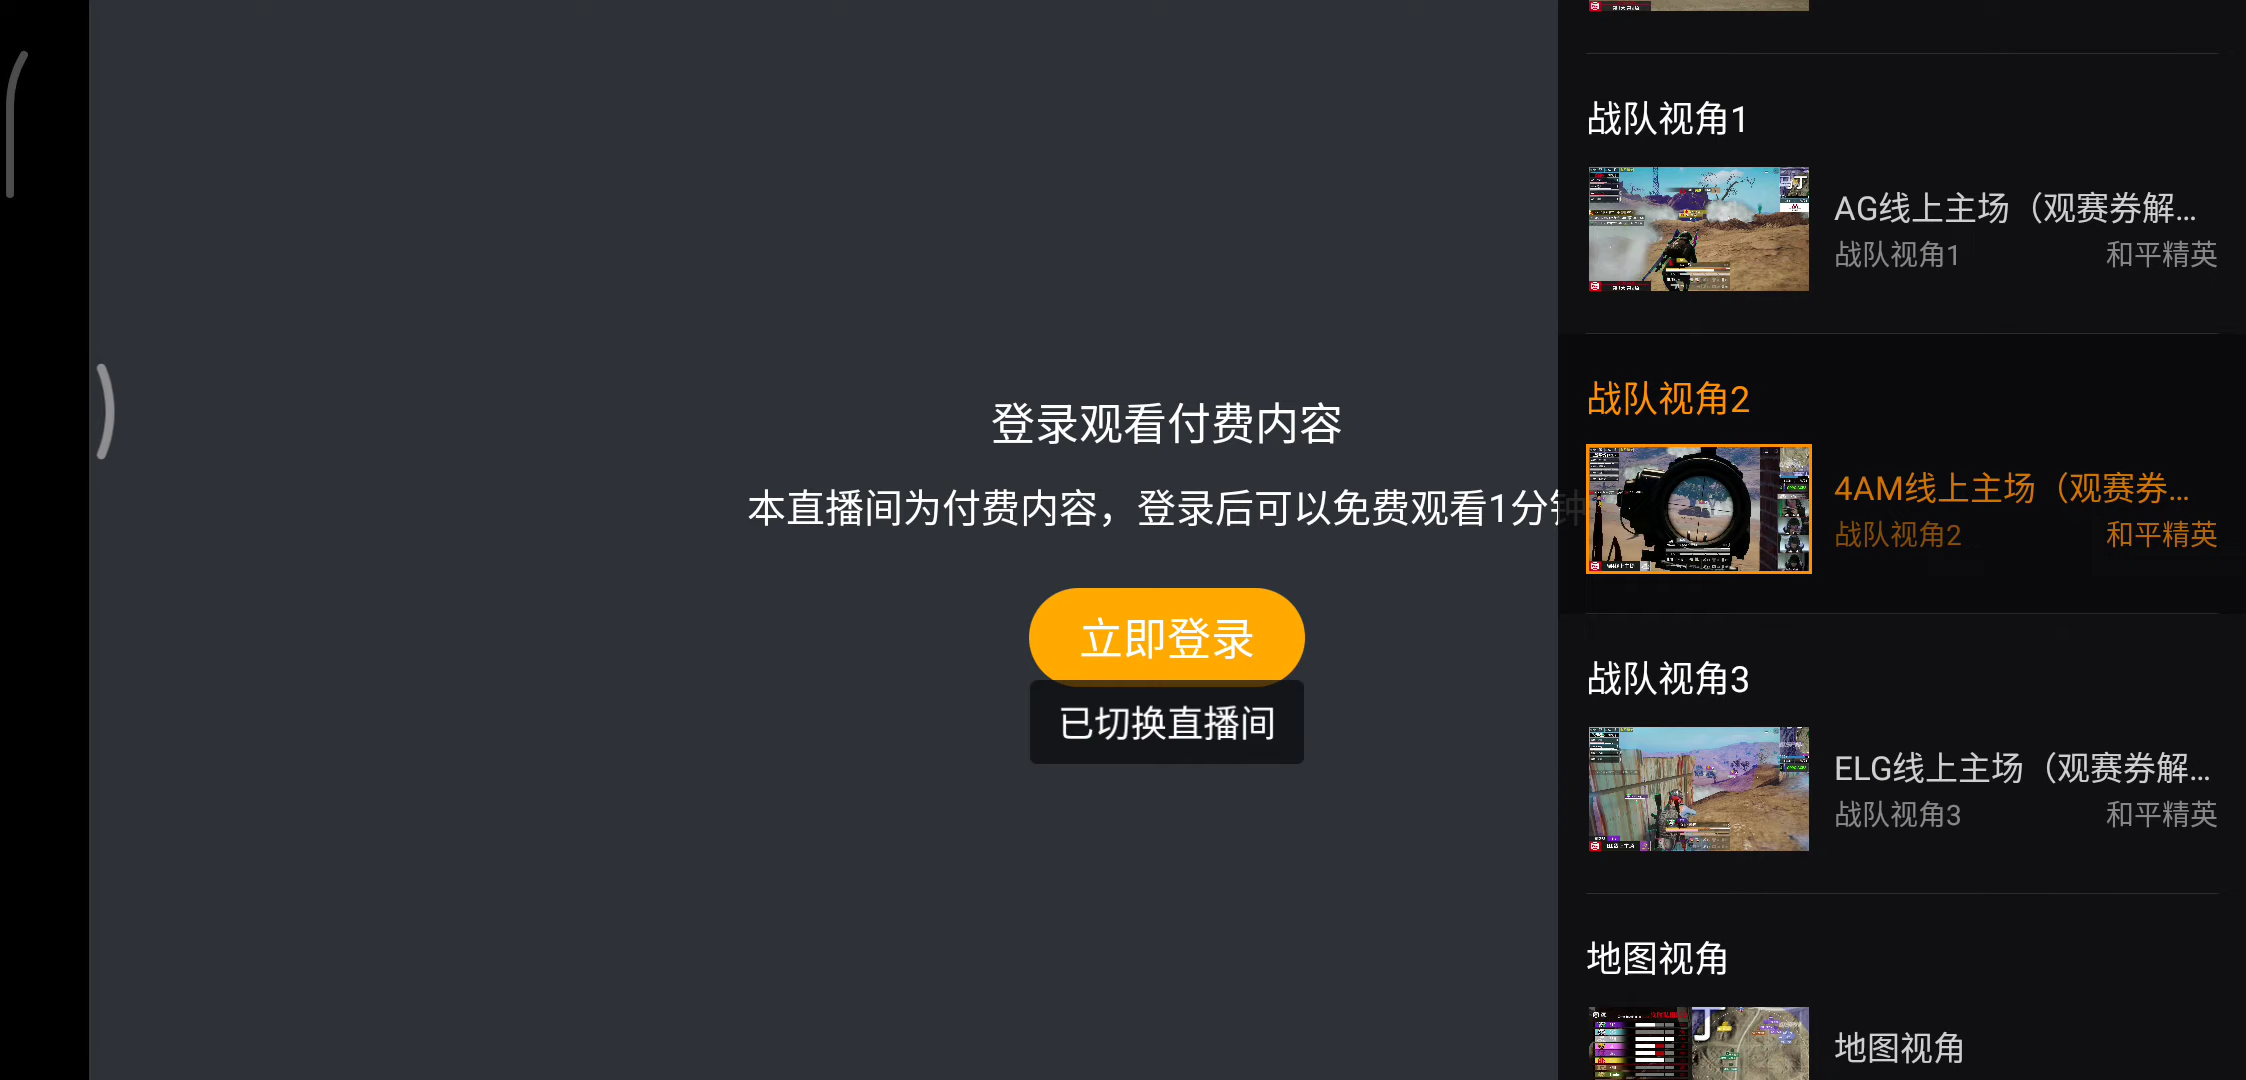 登录观看付费内容
本直播间为付费内容，登录后可以免费观看1分钟
立即登录
已切换直播间
战队视角1
AG线上主场（观赛券解...
战队视角1
和平精英
战队视角2
4AM线上主场（观赛券...
战队视角2
和平精英
战队视角3
ELG线上主场（观赛券解...
战队视角3
和平精英
地图视角
地图视角